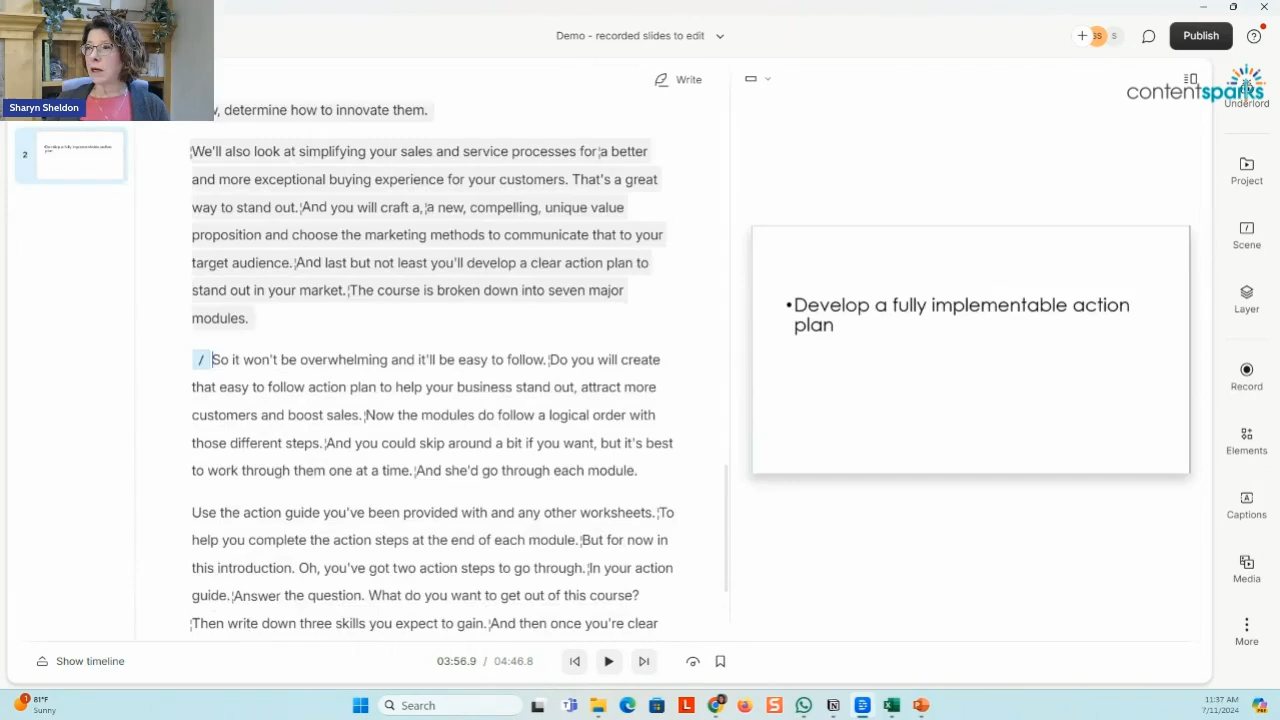 Demo - recorded slides to edit
SS
S
Publish
Sharyn Sheldon
Write
contentsparks
Underlord
, determine how to innovate them.
2
Develop a fully implementable action
plan
We'll also look at simplifying your sales and service processes for a better
and more exceptional buying experience for your customers. That's a great
way to stand out. And you will craft a, a new, compelling, unique value
proposition and choose the marketing methods to communicate that to your
target audience. And last but not least you'll develop a clear action plan to
stand out in your market. The course is broken down into seven major
modules.
/ So it won't be overwhelming and it'll be easy to follow. Do you will create
that easy to follow action plan to help your business stand out, attract more
customers and boost sales. Now the modules do follow a logical order with
those different steps. And you could skip around a bit if you want, but it's best
to work through them one at a time. And she'd go through each module.
Use the action guide you've been provided with and any other worksheets. To
help you complete the action steps at the end of each module. But for now in
this introduction. Oh, you've got two action steps to go through. In your action
guide. Answer the question. What do you want to get out of this course?
Then write down three skills you expect to gain. And then once you're clear
•Develop a fully implementable action
plan
Project
Scene
Layer
Record
Elements
Captions
Media
More
Show timeline
03:56.9 / 04:46.8
1
81°F
Sunny
Search
11:37 AM
7/11/2024